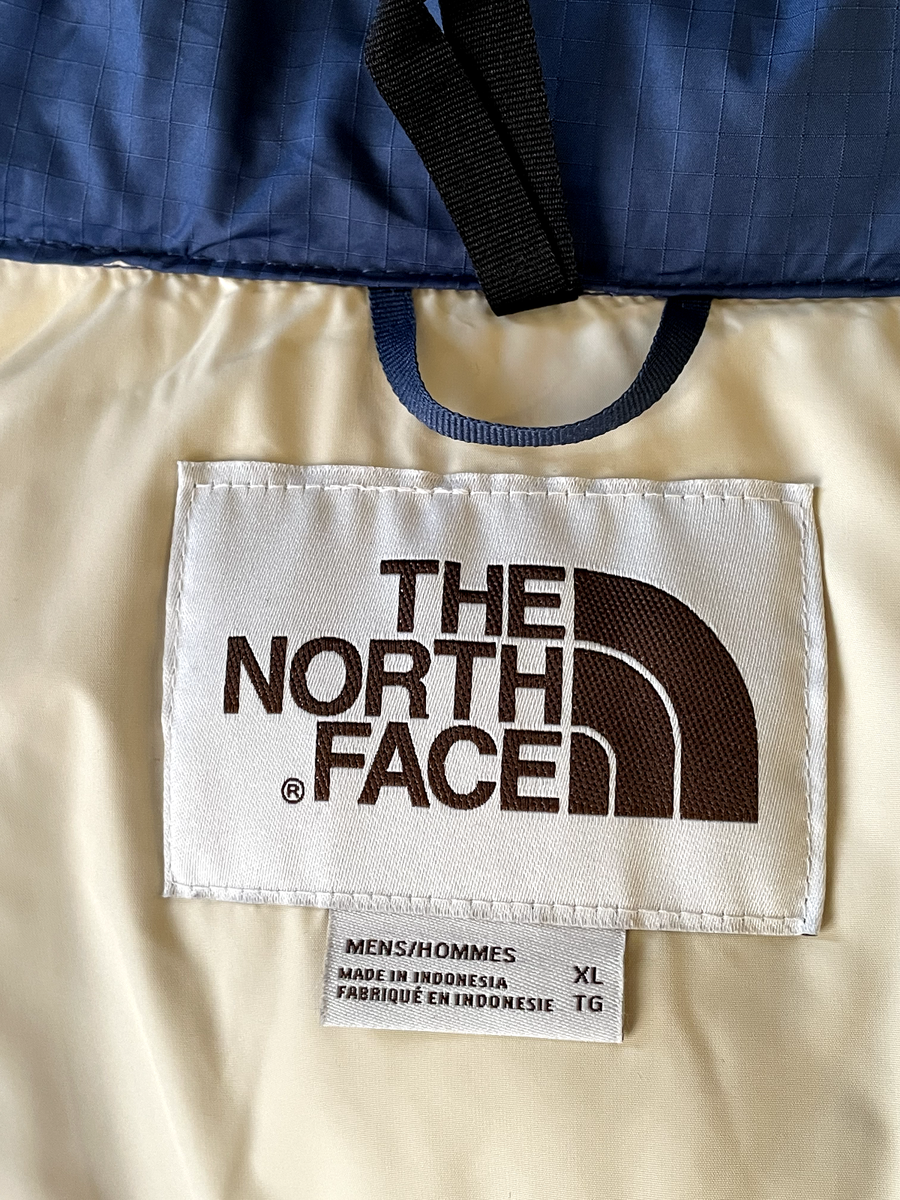 THE
NORTH
FACE
®
MENS/HOMMES
MADE IN INDONESIA XL
FABRIQUÉ EN INDONESIE TG